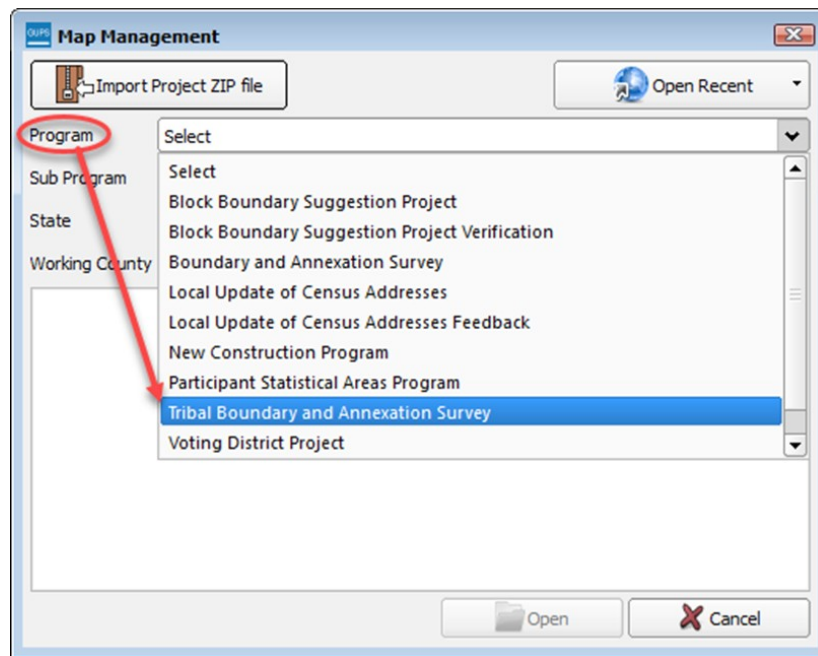 GUPS Map Management
Import Project ZIP file
Open Recent
Program
Select
Sub Program
Select
Block Boundary Suggestion Project
State
Block Boundary Suggestion Project Verification
Working County
Boundary and Annexation Survey
Local Update of Census Addresses
Local Update of Census Addresses Feedback
New Construction Program
Participant Statistical Areas Program
Tribal Boundary and Annexation Survey
Voting District Project
Open
Cancel